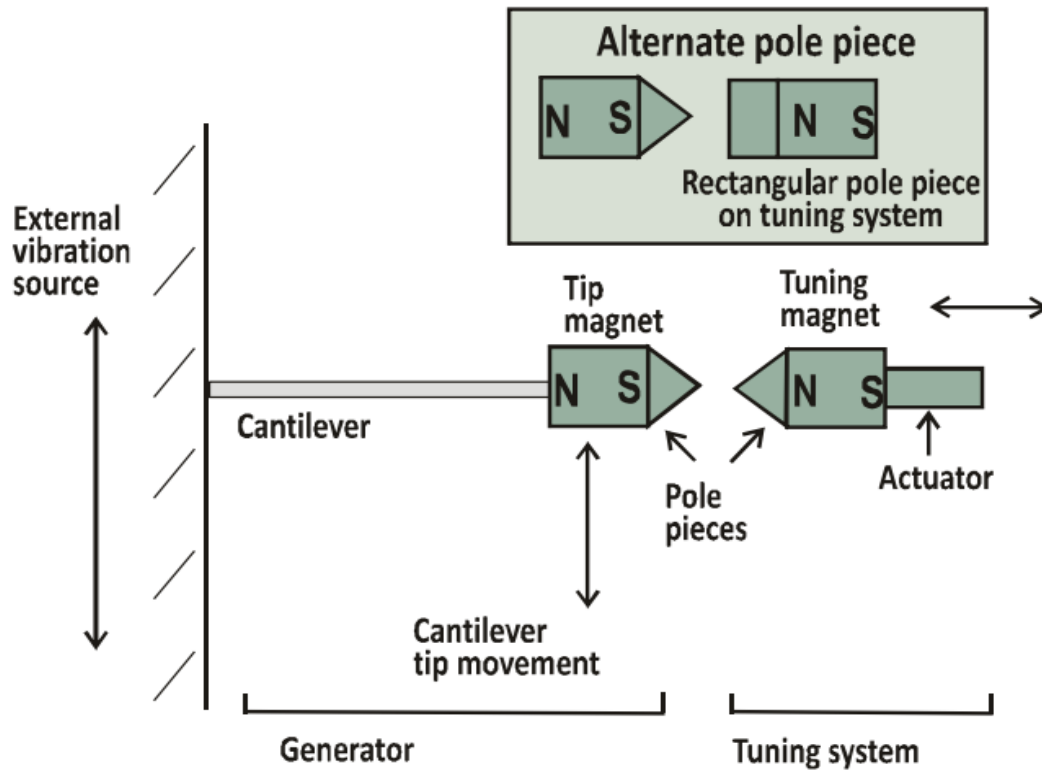 Alternate pole piece
N S
N S
Rectangular pole piece
on tuning system
External
vibration
source
Tip
magnet
Tuning
magnet
N S
N S
Cantilever
Pole
pieces
Actuator
Cantilever
tip movement
Generator
Tuning system